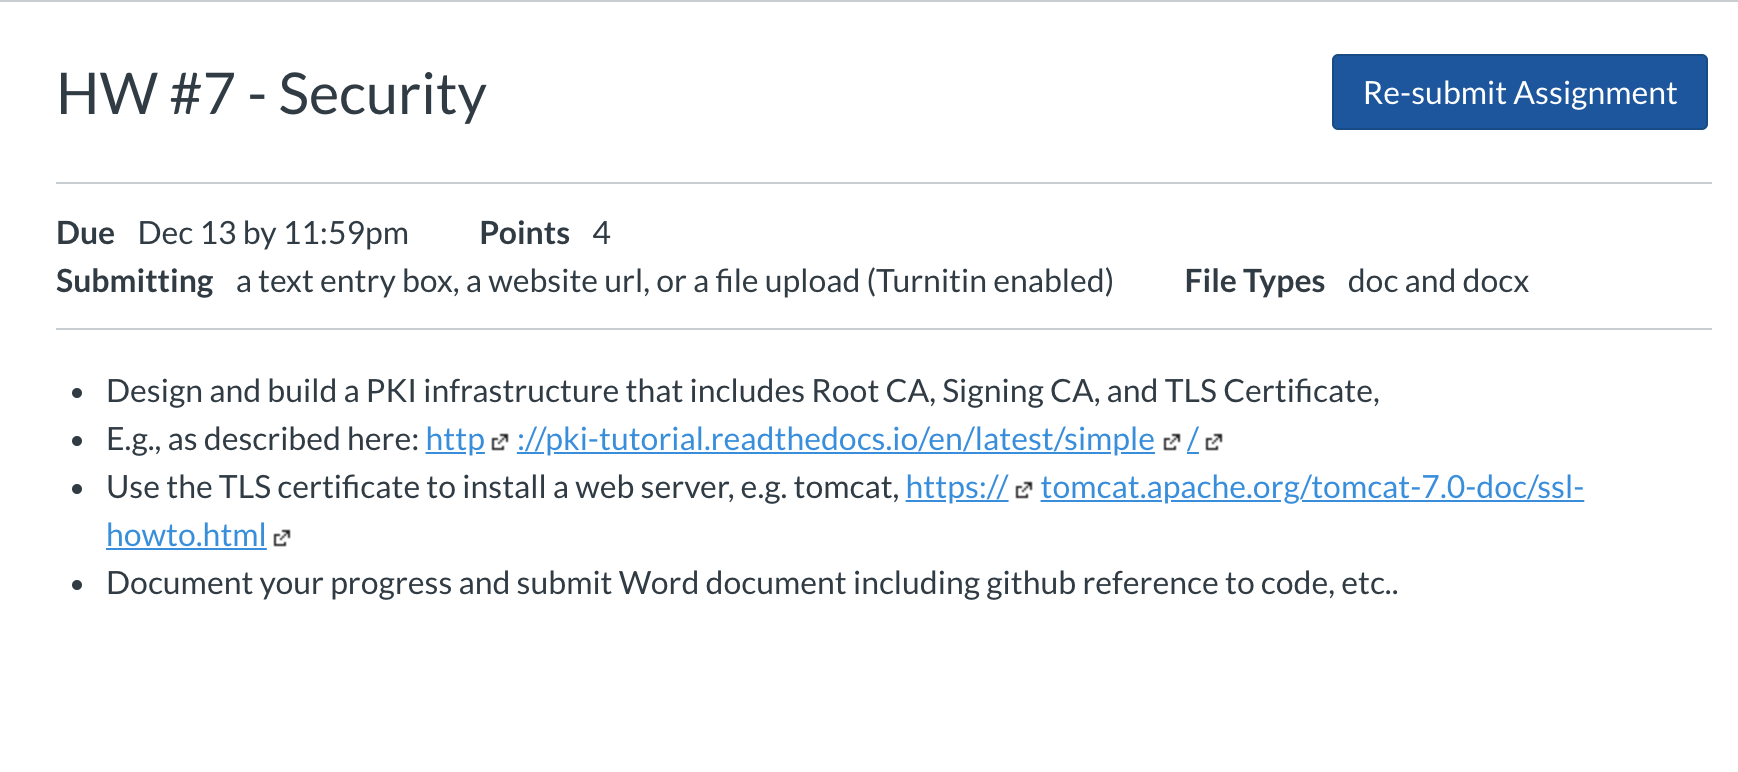 HW #7 - Security
Re-submit Assignment
Due Dec 13 by 11:59pm Points 4
Submitting a text entry box, a website url, or a file upload (Turnitin enabled) File Types doc and docx
• Design and build a PKI infrastructure that includes Root CA, Signing CA, and TLS Certificate,
• E.g., as described here: http ://pki-tutorial.readthedocs.io/en/latest/simple /
• Use the TLS certificate to install a web server, e.g. tomcat, https:// tomcat.apache.org/tomcat-7.0-doc/ssl-
howto.html
• Document your progress and submit Word document including github reference to code, etc..